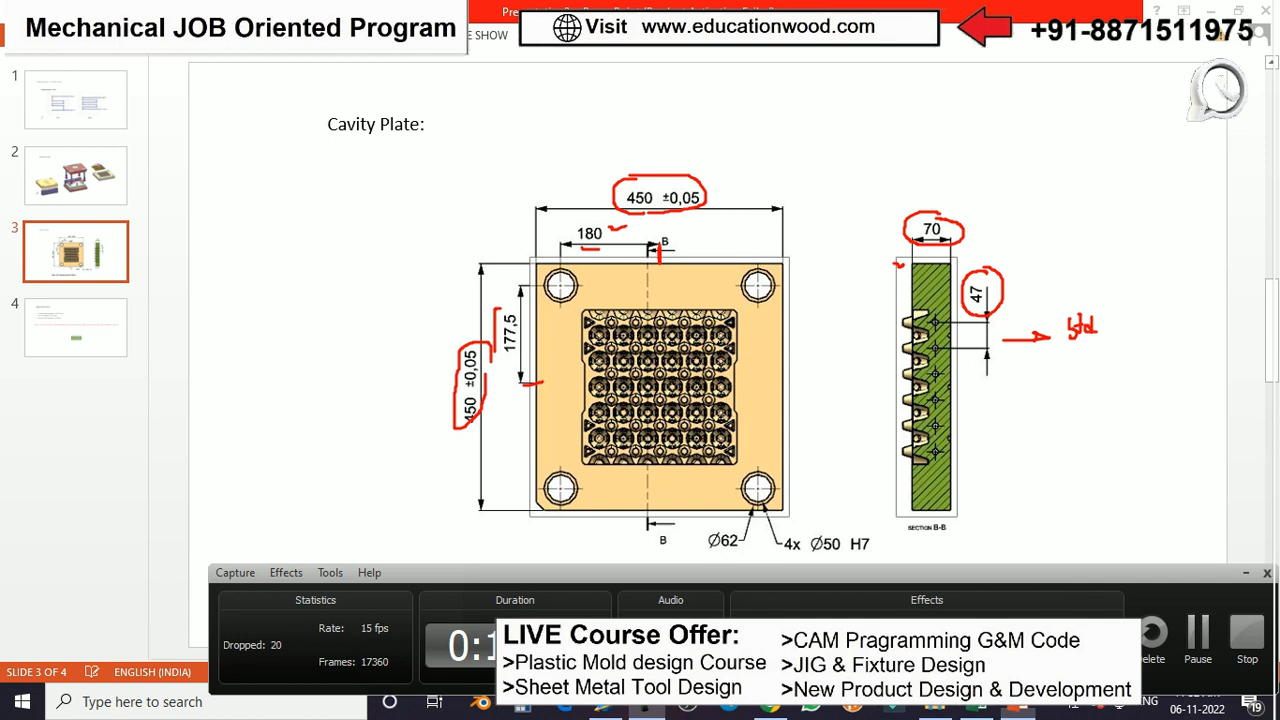 Mechanical JOB Oriented Program
Visit www.educationwood.com
+91-8871511975
SHOW
1
2
3
4
Cavity Plate:
450 ±0,05
180
B
70
47
Std
177,5
450 ±0,05
B
Ø62
4x Ø50 H7
SECTION B-B
Capture Effects Tools Help
Statistics
Duration
Audio
Effects
Rate: 15 fps
Dropped: 20
Frames: 17360
0:1
Pause
Stop
LIVE Course Offer:
>Plastic Mold design Course
>Sheet Metal Tool Design
>CAM Pragramming G&M Code
>JIG & Fixture Design
>New Product Design & Development
SLIDE 3 OF 4
ENGLISH (INDIA)
Type here to search
06-11-2022